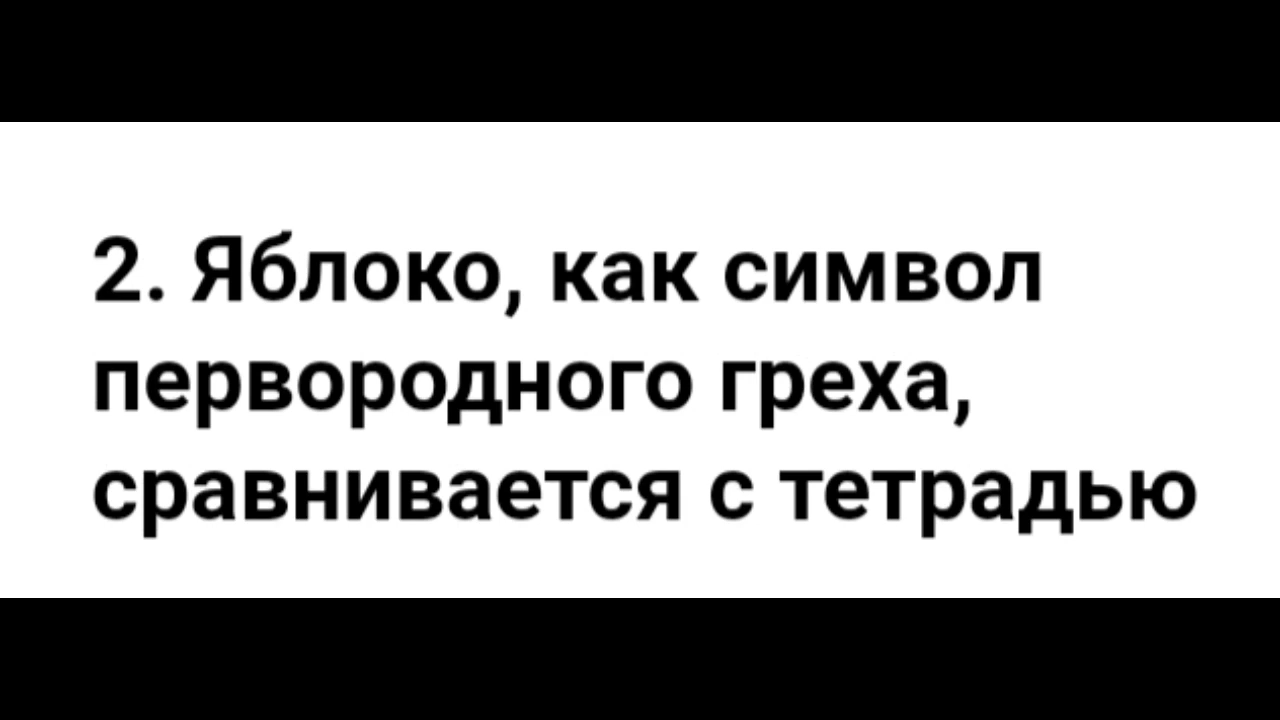 2. Яблоко, как символ
первородного греха,
сравнивается с тетрадью